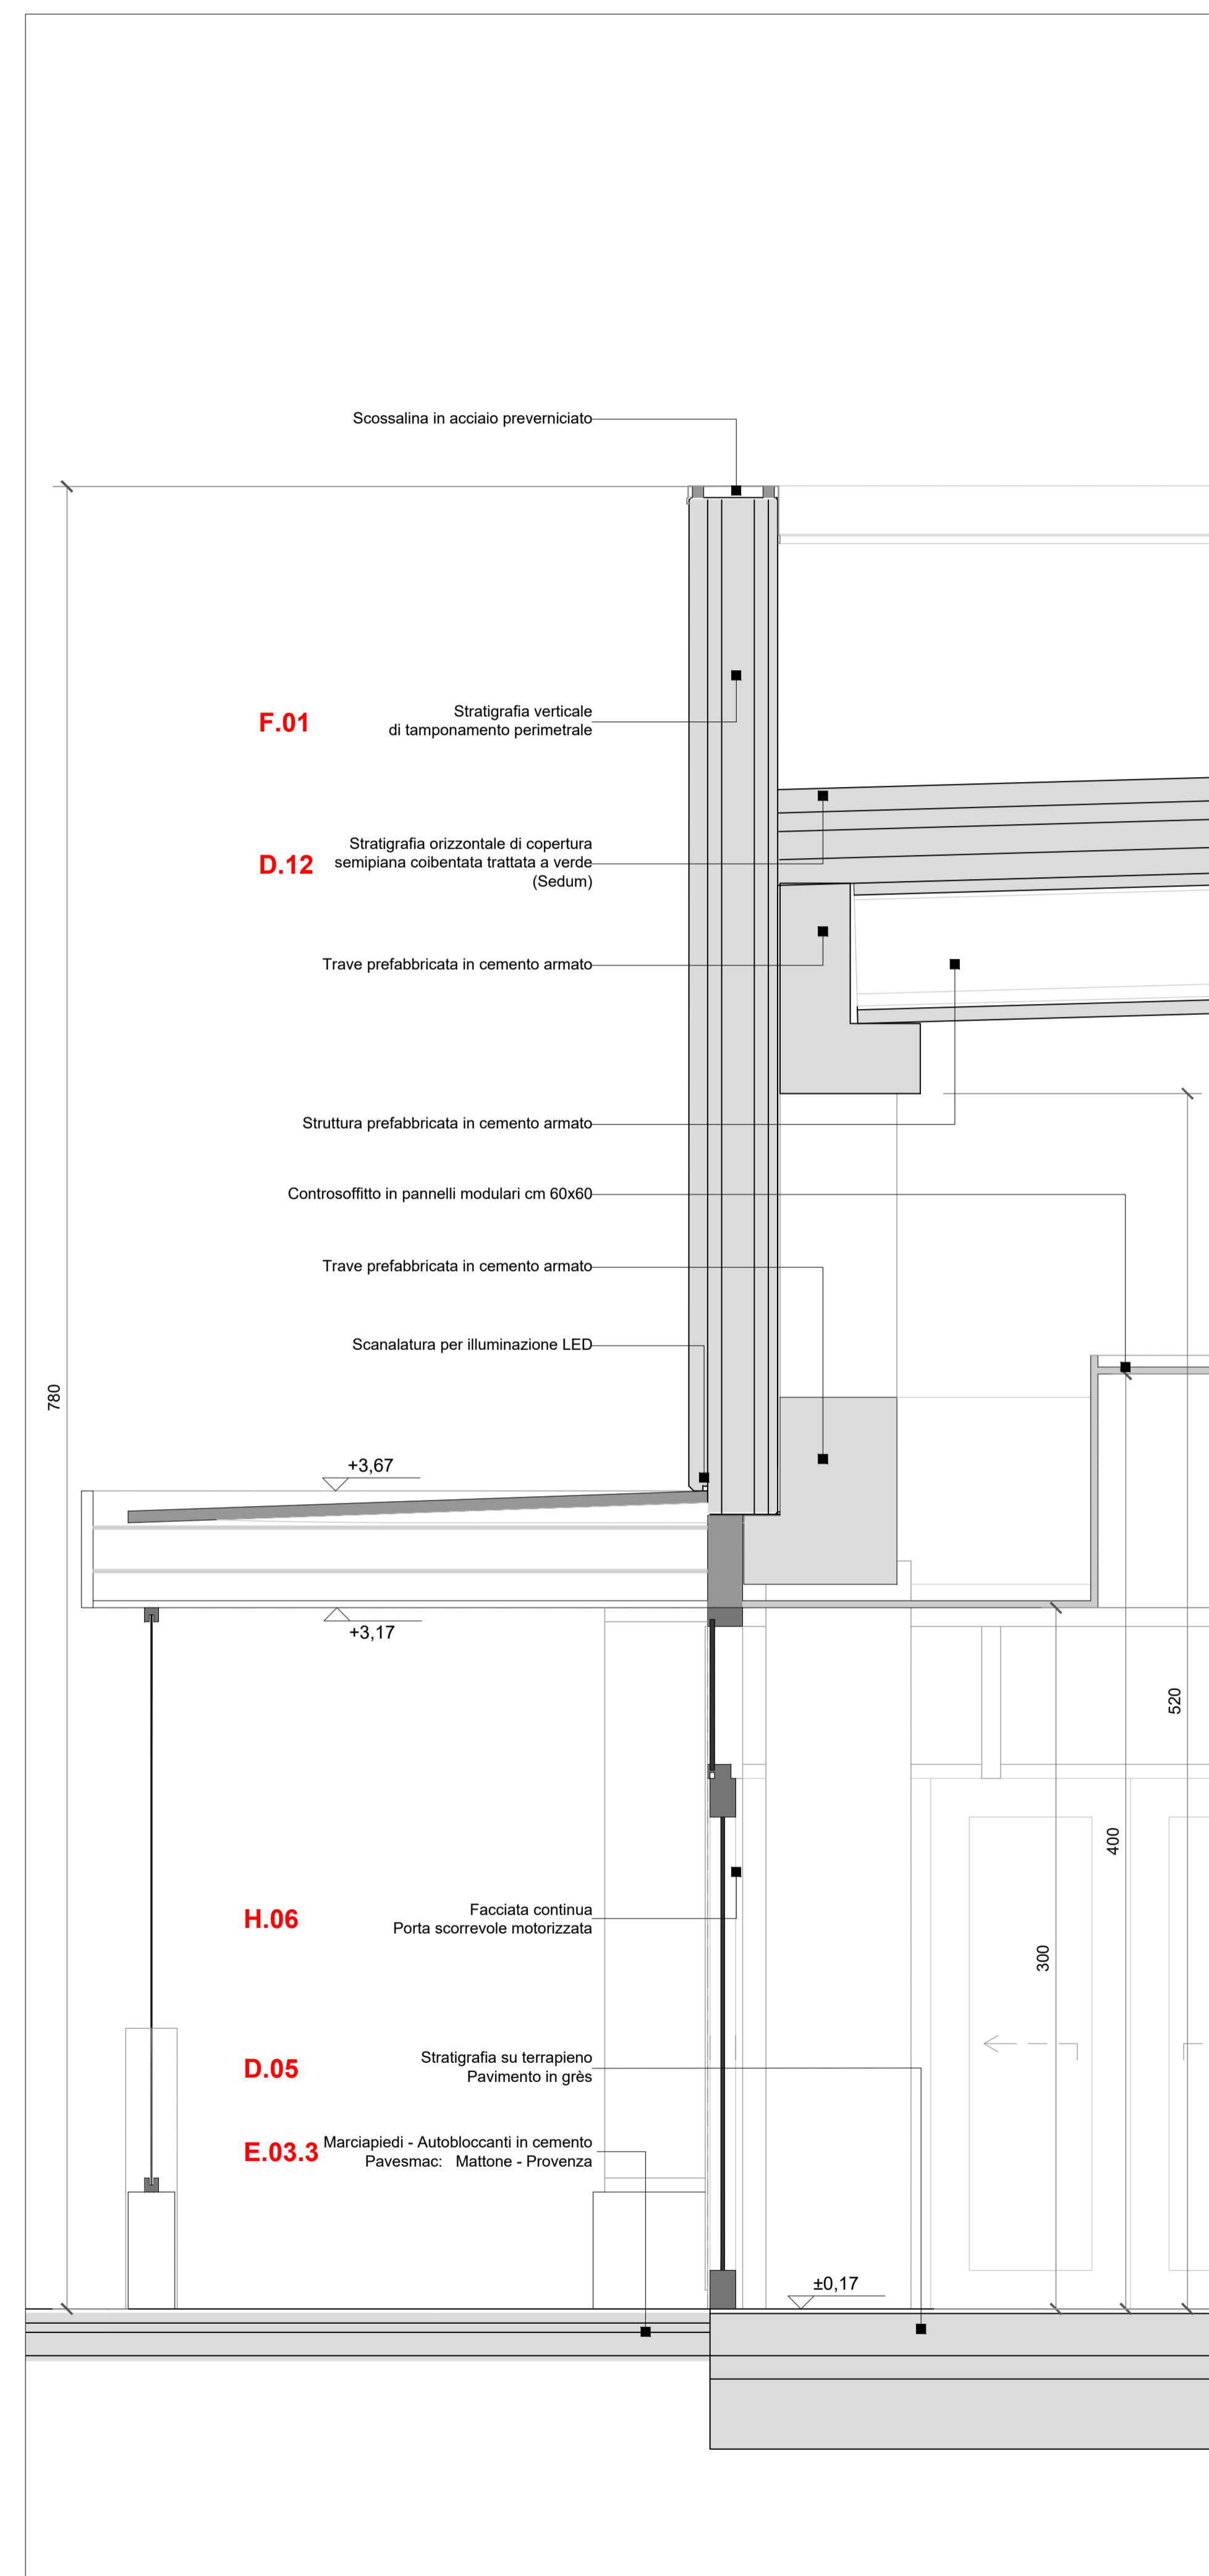 Scossalina in acciaio preverniciato
F.01
Stratigrafia verticale
di tamponamento perimetrale
D.12
Stratigrafia orizzontale di copertura
semipiana coibentata trattata a verde
(Sedum)
Trave prefabbricata in cemento armato
Struttura prefabbricata in cemento armato
Controsoffitto in pannelli modulari cm 60x60
Trave prefabbricata in cemento armato
Scanalatura per illuminazione LED
780
+3,67
+3,17
520
400
300
H.06
Facciata continua
Porta scorrevole motorizzata
D.05
Stratigrafia su terrapieno
Pavimento in grès
E.03.3
Marciapiedi - Autobloccanti in cemento
Pavesmac: Mattone - Provenza
±0,17